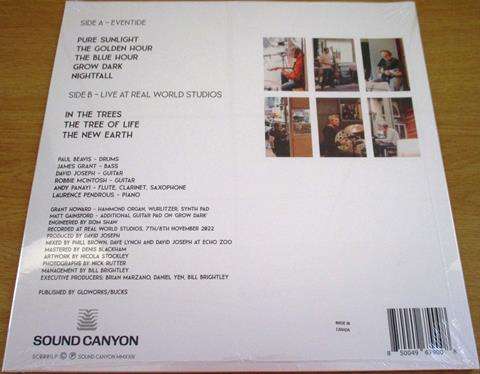 SIDE A – EVENTIDE
PURE SUNLIGHT
THE GOLDEN HOUR
THE BLUE HOUR
GROW DARK
NIGHTFALL
SIDE B – LIVE AT REAL WORLD STUDIOS
IN THE TREES
THE TREE OF LIFE
THE NEW EARTH
PAUL BEAVIS – DRUMS
JAMES GRANT – BASS
DAVID JOSEPH – GUITAR
ROBBIE MCINTOSH – GUITAR
ANDY PANAYI – FLUTE, CLARINET, SAXOPHONE
LAURENCE PENDROUS – PIANO
GRANT HOWARD – HAMMOND ORGAN, WURLITZER, SYNTH PAD
MATT GAINSFORD – ADDITIONAL GUITAR PAD ON 'GROW DARK'
ENGINEERED BY DOM SHAW
RECORDED AT REAL WORLD STUDIOS, 7TH/8TH NOVEMBER 2022
PRODUCED BY DAVID JOSEPH
MIXED BY PHILL BROWN, DAVE LYNCH AND DAVID JOSEPH AT ECHO ZOO
MASTERED BY DENIS BLACKHAM
ARTWORK BY NICOLA STOCKLEY
PHOTOGRAPHS BY NICK RUTTER
MANAGEMENT BY BILL BRIGHTLEY
EXECUTIVE PRODUCERS: BRIAN MARZANO, DANIEL YEN, BILL BRIGHTLEY
PUBLISHED BY GLOWORKS/BUCKS
SOUND CANYON
© ℗ SOUND CANYON MMXXIV
MADE IN
CANADA
8 50049